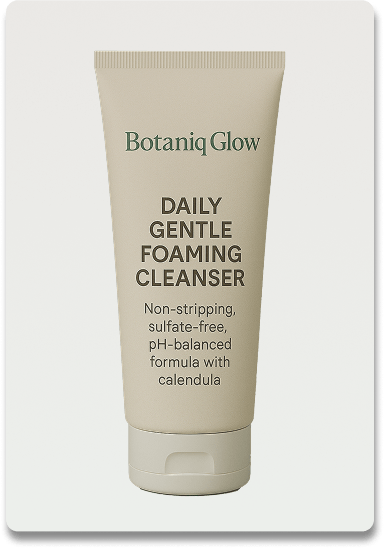 Botaniq Glow
DAILY
GENTLE
FOAMING
CLEANSER
Non-stripping,
sulfate-free,
pH-balanced
formula with
calendula